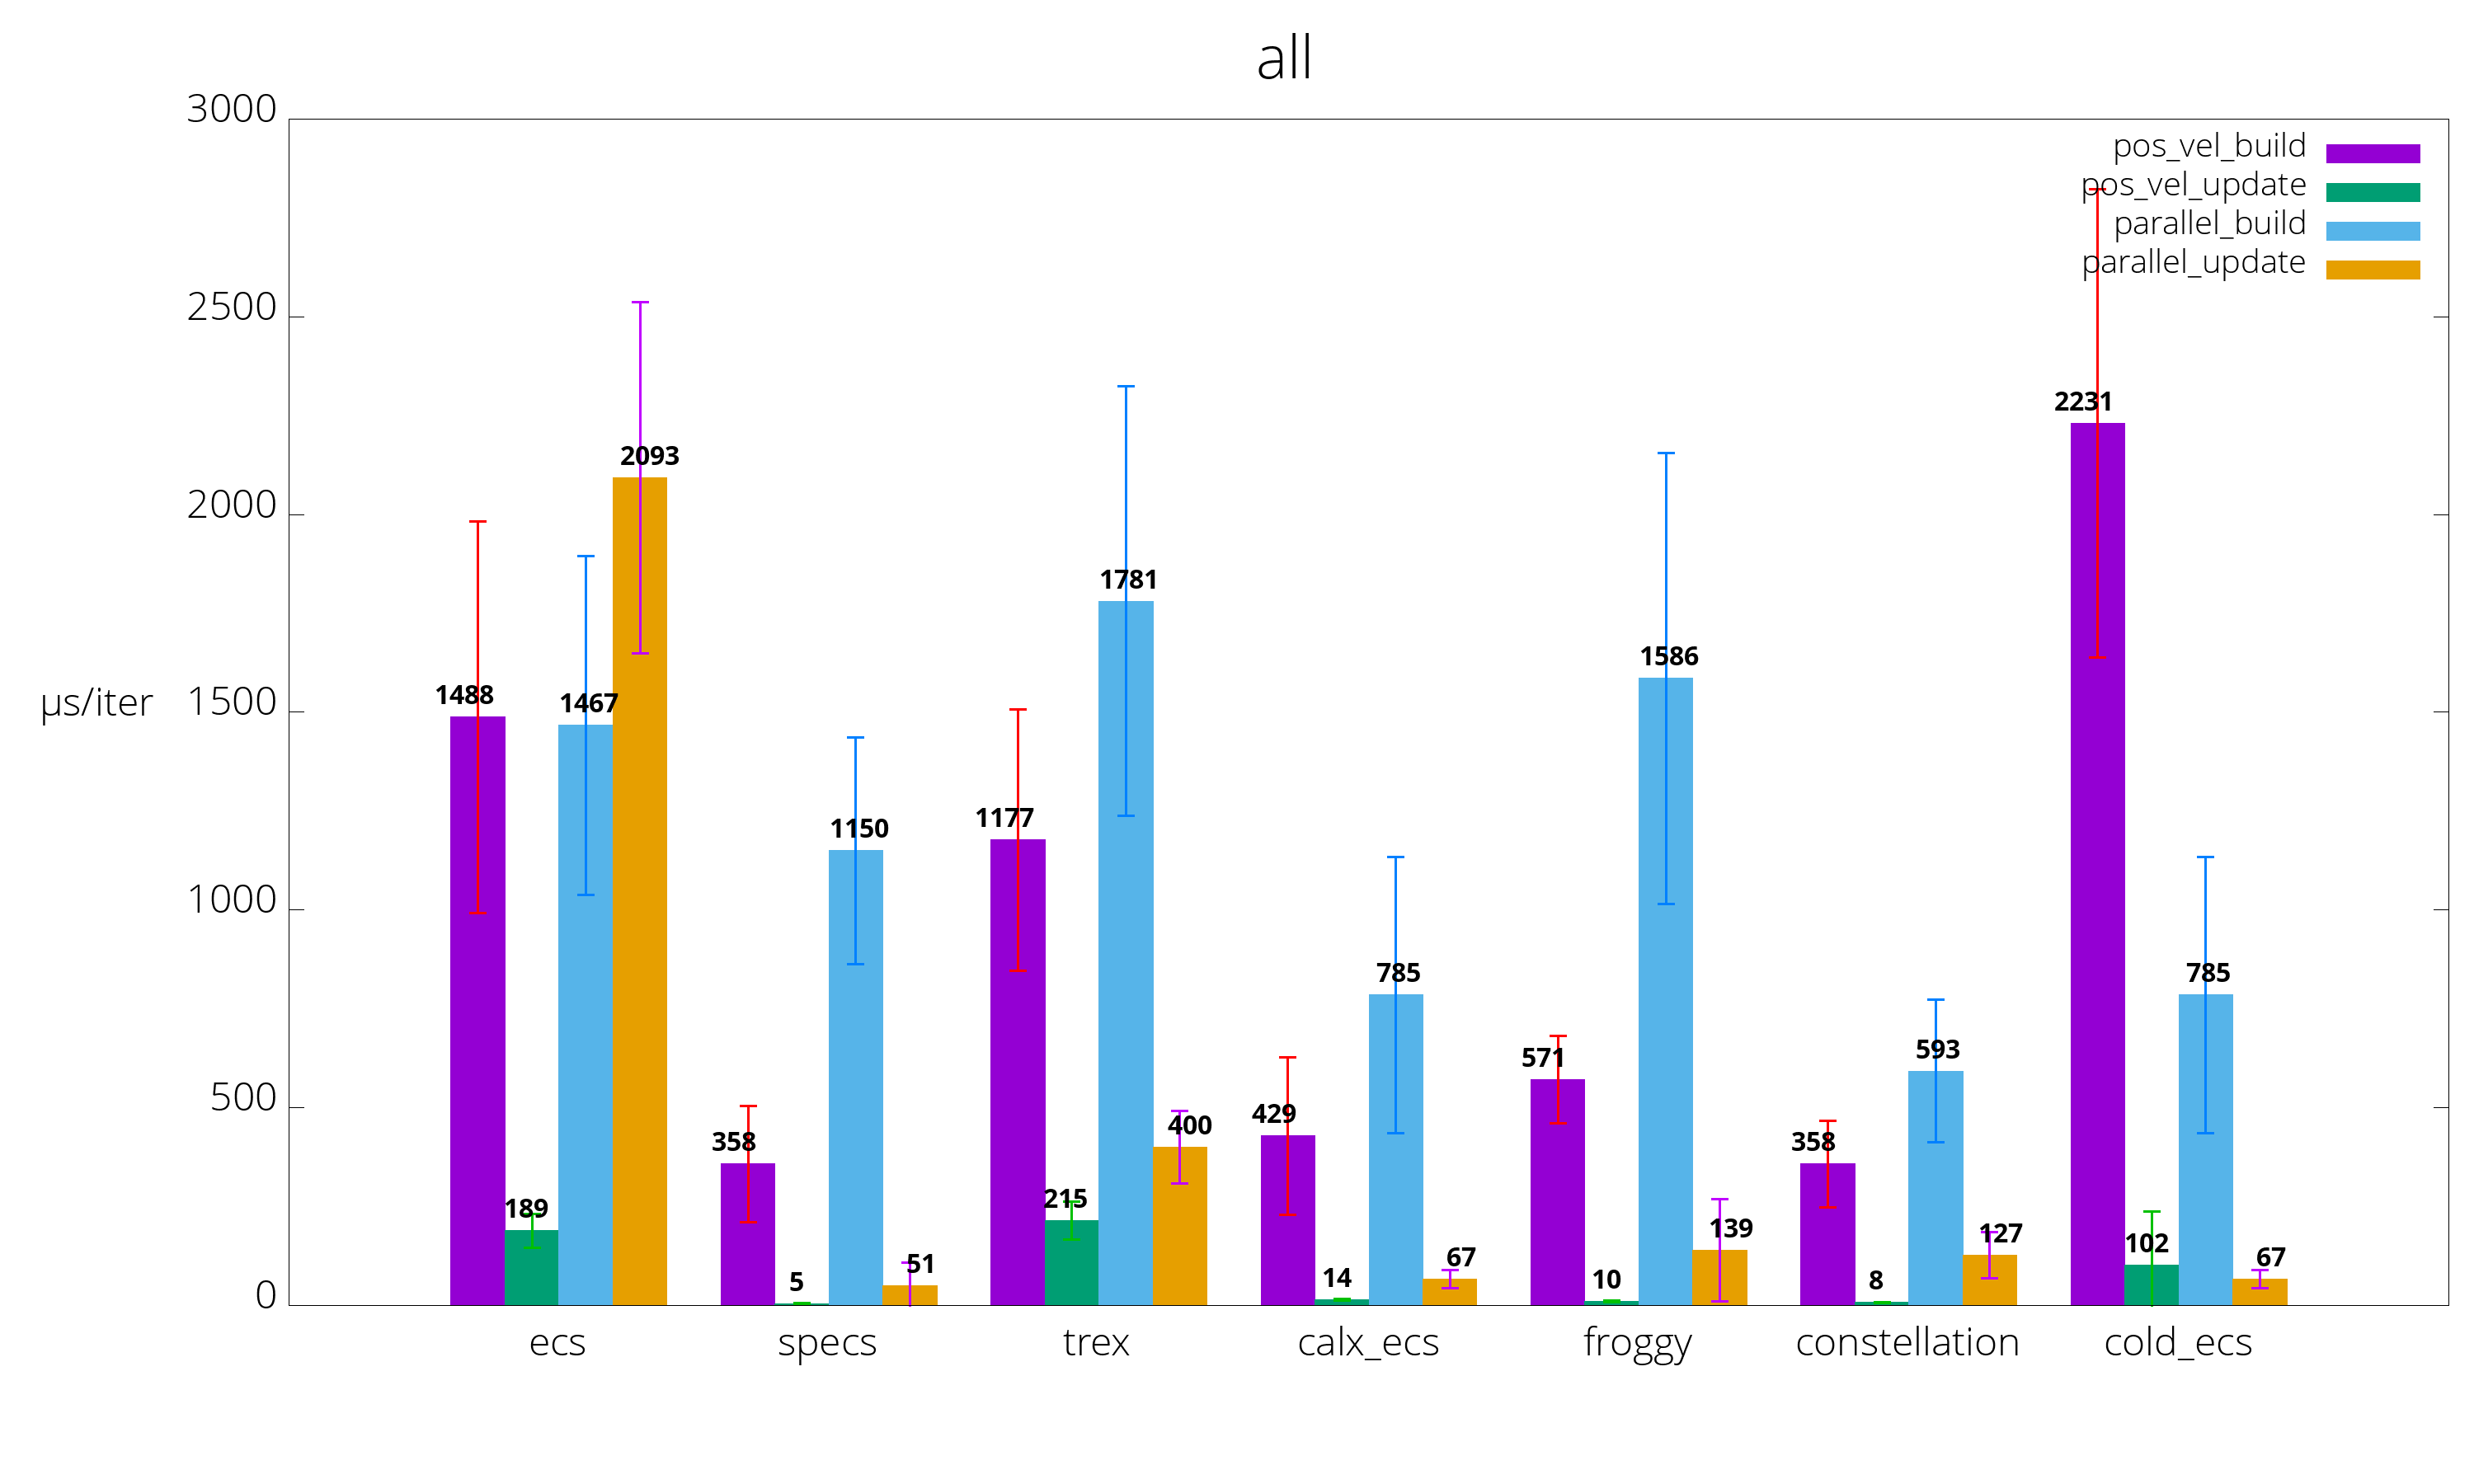 all
3000
pos_vel_build
pos_vel_update
parallel_build
parallel_update
2500
2000
µs/iter
1500
1000
500
0
1488
189
1467
2093
358
5
1150
51
1177
215
1781
400
429
14
785
67
571
10
1586
139
358
8
593
127
2231
102
785
67
ecs
specs
trex
calx_ecs
froggy
constellation
cold_ecs